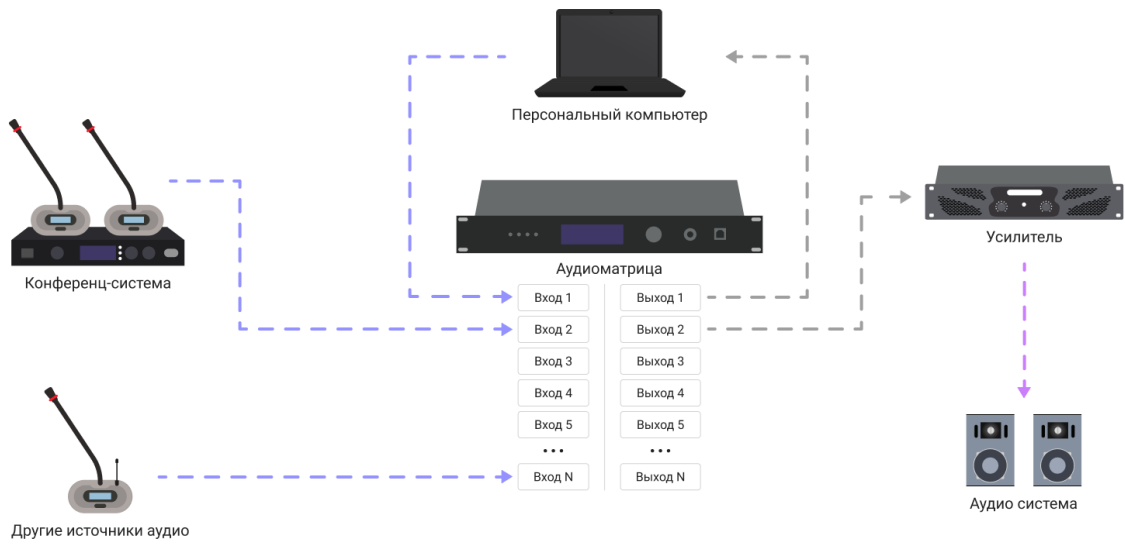 Персональный компьютер
Конференц-система
Аудиоматрица
Усилитель
Вход 1
Выход 1
Вход 2
Выход 2
Вход 3
Выход 3
Вход 4
Выход 4
Вход 5
Выход 5
... ...
Вход N
Выход N
Аудио система
Другие источники аудио